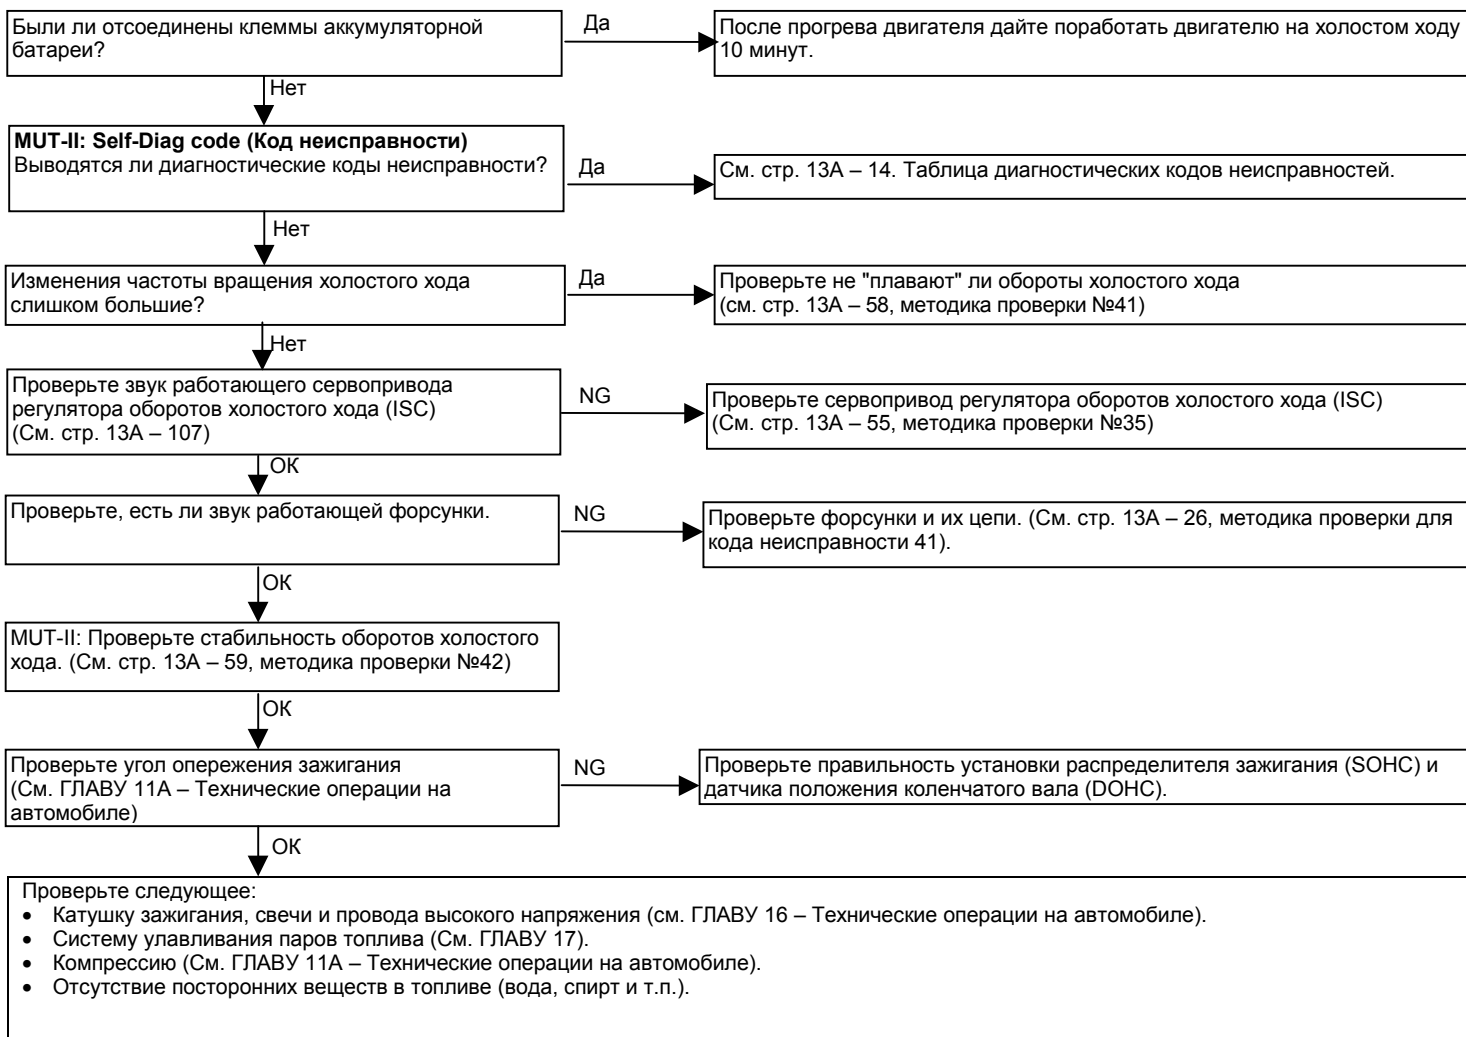 Были ли отсоединены клеммы аккумуляторной
батареи?
Да
После прогрева двигателя дайте поработать двигателю на холостом ходу
10 минут.
Нет
MUT-II: Self-Diag code (Код неисправности)
Выводятся ли диагностические коды неисправности?
Да
См. стр. 13А – 14. Таблица диагностических кодов неисправностей.
Нет
Изменения частоты вращения холостого хода
слишком большие?
Да
Проверьте не "плавают" ли обороты холостого хода
(см. стр. 13А – 58, методика проверки №41)
Нет
Проверьте звук работающего сервопривода
регулятора оборотов холостого хода (ISC)
(См. стр. 13А – 107)
NG
Проверьте сервопривод регулятора оборотов холостого хода (ISC)
(См. стр. 13А – 55, методика проверки №35)
ОК
Проверьте, есть ли звук работающей форсунки.
NG
Проверьте форсунки и их цепи. (См. стр. 13А – 26, методика проверки для
кода неисправности 41).
ОК
MUT-II: Проверьте стабильность оборотов холостого
хода. (См. стр. 13А – 59, методика проверки №42)
ОК
Проверьте угол опережения зажигания
(См. ГЛАВУ 11А – Технические операции на
автомобиле)
NG
Проверьте правильность установки распределителя зажигания (SOHC) и
датчика положения коленчатого вала (DOHC).
ОК
Проверьте следующее:
• Катушку зажигания, свечи и провода высокого напряжения (см. ГЛАВУ 16 – Технические операции на автомобиле).
• Систему улавливания паров топлива (См. ГЛАВУ 17).
• Компрессию (См. ГЛАВУ 11А – Технические операции на автомобиле).
• Отсутствие посторонних веществ в топливе (вода, спирт и т.п.).